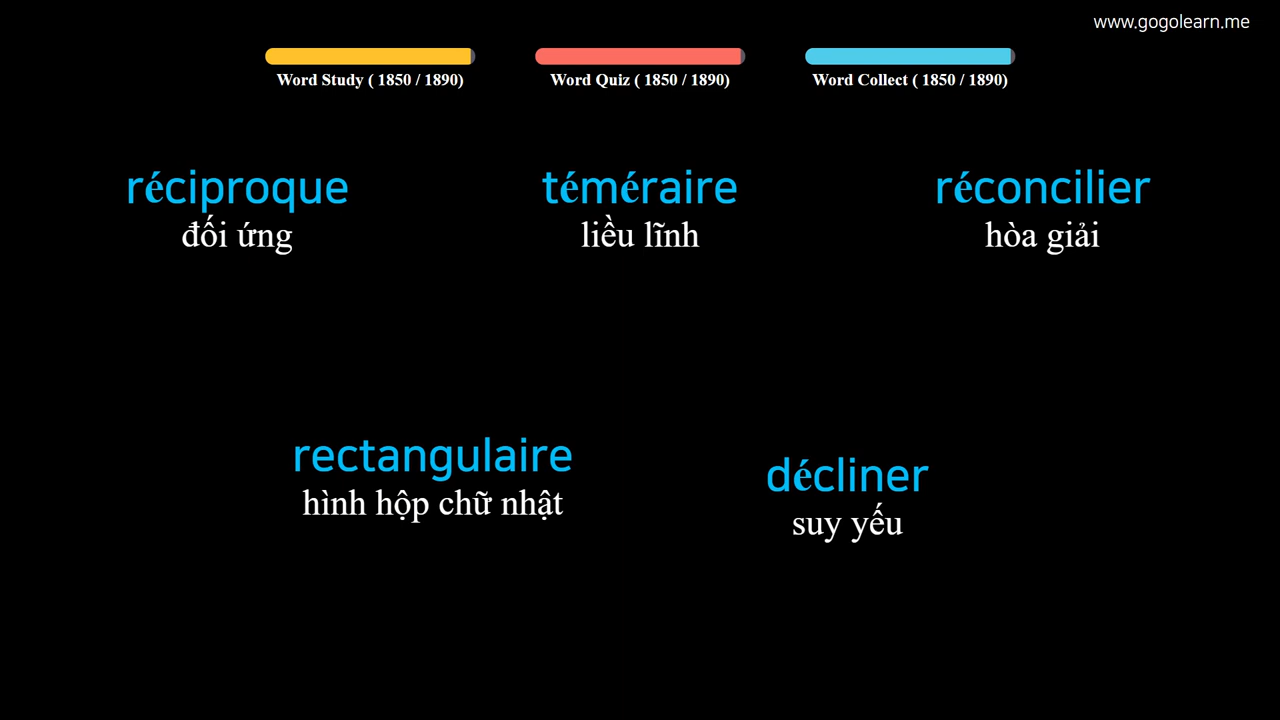 www.gogolearn.me
Word Study ( 1850 / 1890)
Word Quiz ( 1850 / 1890)
Word Collect ( 1850 / 1890)
réciproque
đối ứng
téméraire
liều lĩnh
réconcilier
hòa giải
rectangulaire
hình hộp chữ nhật
décliner
suy yếu